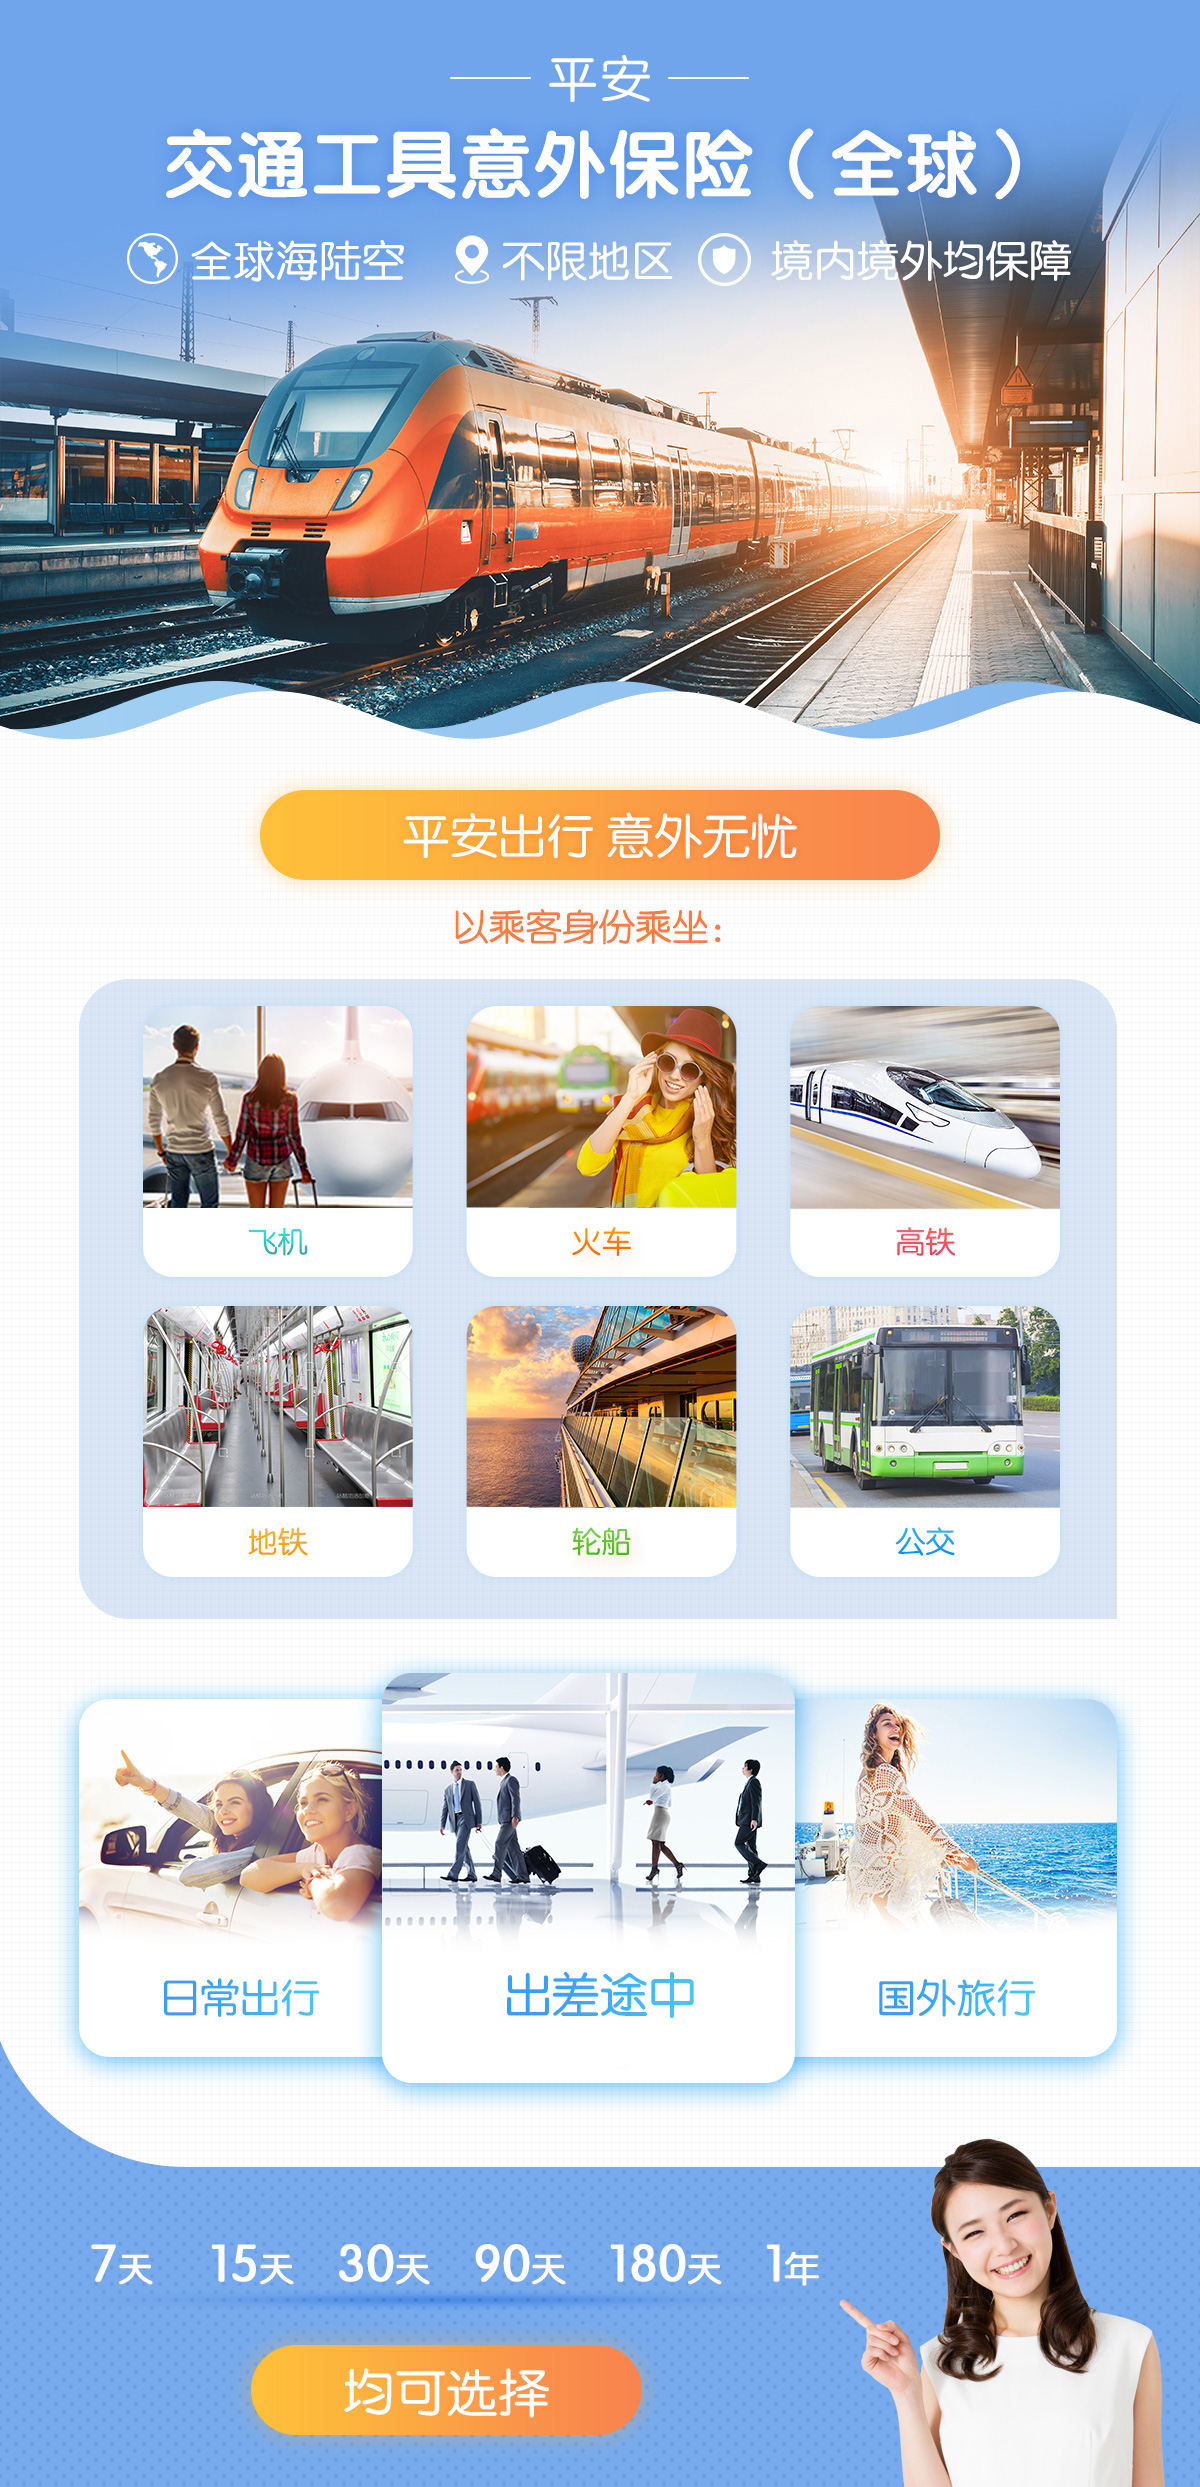 平安
交通工具意外保险（全球）
全球海陆空 不限地区 境内境外均保障
平安出行 意外无忧
以乘客身份乘坐：
飞机 火车 高铁
地铁 轮船 公交
日常出行 出差途中 国外旅行
7天 15天 30天 90天 180天 1年
均可选择